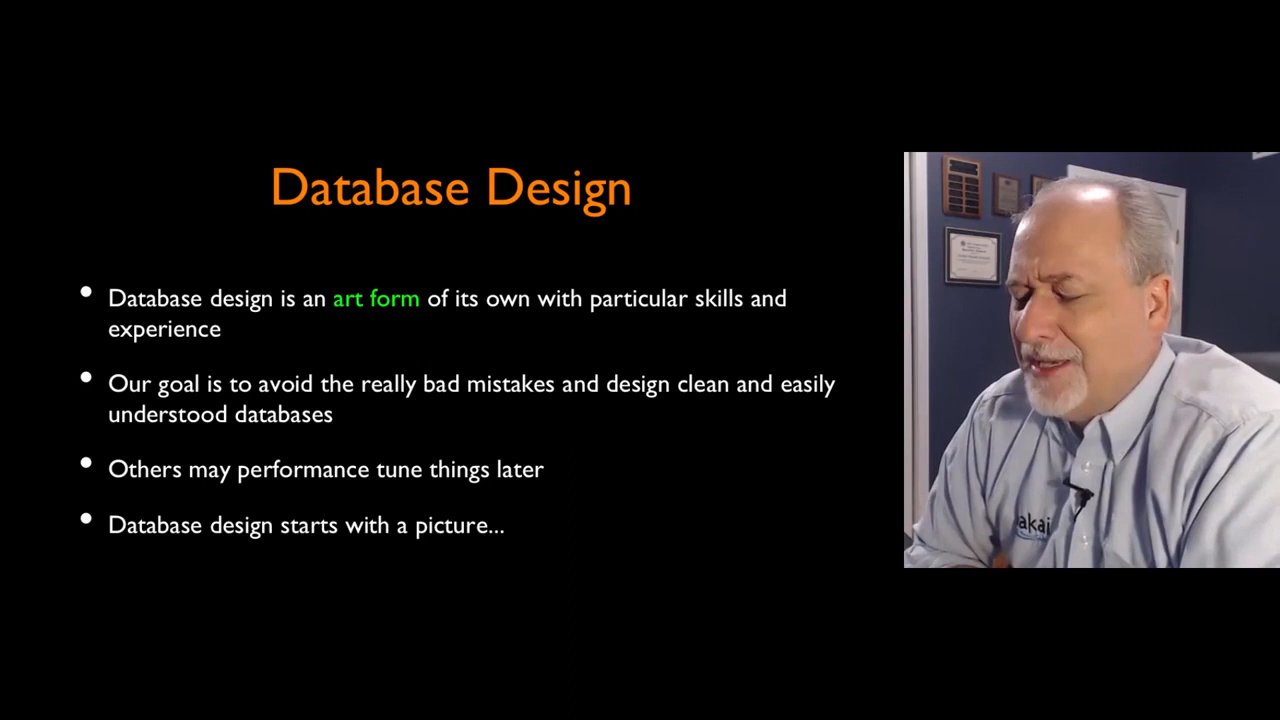 Database Design
• Database design is an art form of its own with particular skills and
experience
• Our goal is to avoid the really bad mistakes and design clean and easily
understood databases
• Others may performance tune things later
• Database design starts with a picture...
akai